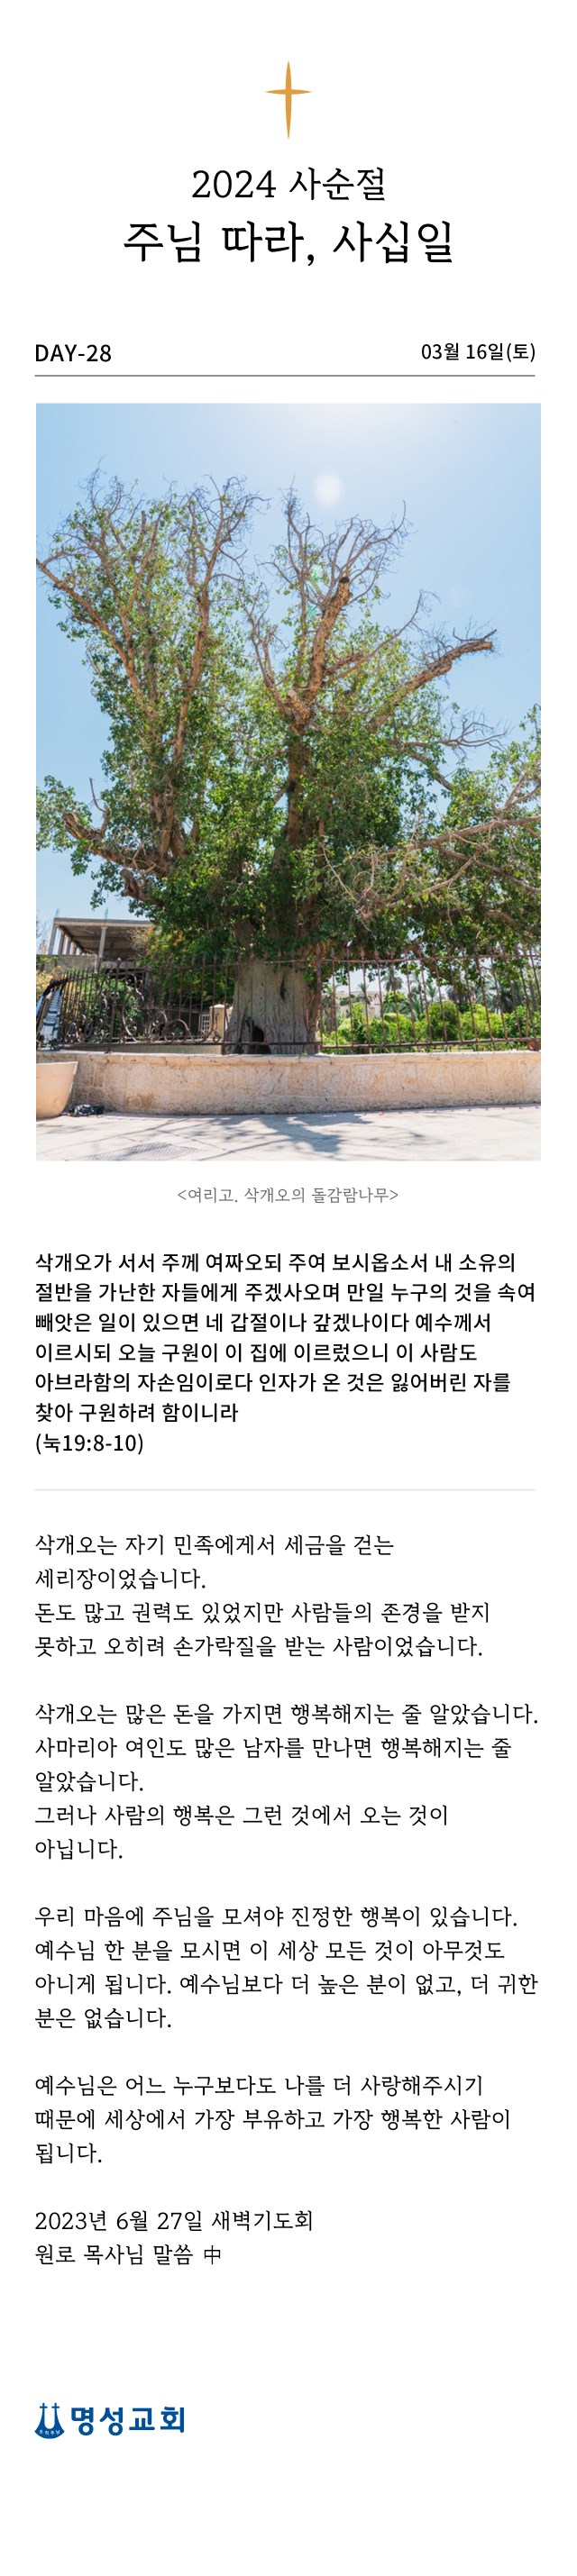 2024 사순절
주님 따라, 사십일
DAY-28
03월 16일(토)
<여리고. 삭개오의 돌감람나무>
삭개오가 서서 주께 여짜오되 주여 보시옵소서 내 소유의
절반을 가난한 자들에게 주겠사오며 만일 누구의 것을 속여
빼앗은 일이 있으면 네 갑절이나 갚겠나이다 예수께서
이르시되 오늘 구원이 이 집에 이르렀으니 이 사람도
아브라함의 자손임이로다 인자가 온 것은 잃어버린 자를
찾아 구원하려 함이니라
(눅19:8-10)
삭개오는 자기 민족에게서 세금을 걷는
세리장이었습니다.
돈도 많고 권력도 있었지만 사람들의 존경을 받지
못하고 오히려 손가락질을 받는 사람이었습니다.
삭개오는 많은 돈을 가지면 행복해지는 줄 알았습니다.
사마리아 여인도 많은 남자를 만나면 행복해지는 줄
알았습니다.
그러나 사람의 행복은 그런 것에서 오는 것이
아닙니다.
우리 마음에 주님을 모셔야 진정한 행복이 있습니다.
예수님 한 분을 모시면 이 세상 모든 것이 아무것도
아니게 됩니다. 예수님보다 더 높은 분이 없고, 더 귀한
분은 없습니다.
예수님은 어느 누구보다도 나를 더 사랑해주시기
때문에 세상에서 가장 부유하고 가장 행복한 사람이
됩니다.
2023년 6월 27일 새벽기도회
원로 목사님 말씀 中
명성교회